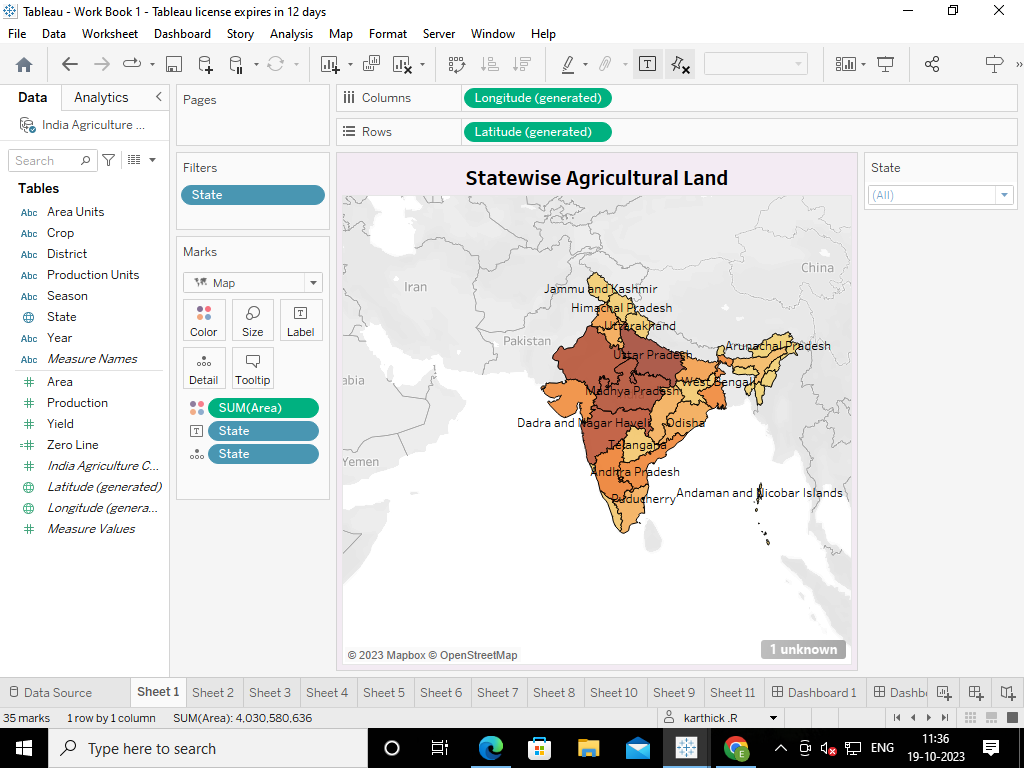 Tableau - Work Book 1 - Tableau license expires in 12 days
File Data Worksheet Dashboard Story Analysis Map Format Server Window Help
Data Analytics
India Agriculture ...
Search
Tables
Abc Area Units
Abc Crop
Abc District
Abc Production Units
Abc Season
State
Abc Year
Abc Measure Names
Area
Production
Yield
Zero Line
India Agriculture C...
Latitude (generated)
Longitude (genera...
Measure Values
Pages
Filters
State
Marks
Map
Color Size Label
Detail Tooltip
SUM(Area)
State
State
Columns Longitude (generated)
Rows Latitude (generated)
Statewise Agricultural Land
China
Iran
Jammu and Kashmir
Himachal Pradesh
Uttarakhand
Pakistan
Arunachal Pradesh
Uttar Pradesh
abia
West Bengal
Madhya Pradesh
Dadra and Nagar Haveli
Odisha
Telangana
Yemen
Andhra Pradesh
Puducherry
Andaman and Nicobar Islands
1 unknown
© 2023 Mapbox © OpenStreetMap
State
(All)
Data Source Sheet 1 Sheet 2 Sheet 3 Sheet 4 Sheet 5 Sheet 6 Sheet 7 Sheet 8 Sheet 10 Sheet 9 Sheet 11 Dashboard 1 Dashb
35 marks 1 row by 1 column SUM(Area): 4,030,580,636 karthick .R
Type here to search
E
ENG
11:36
19-10-2023